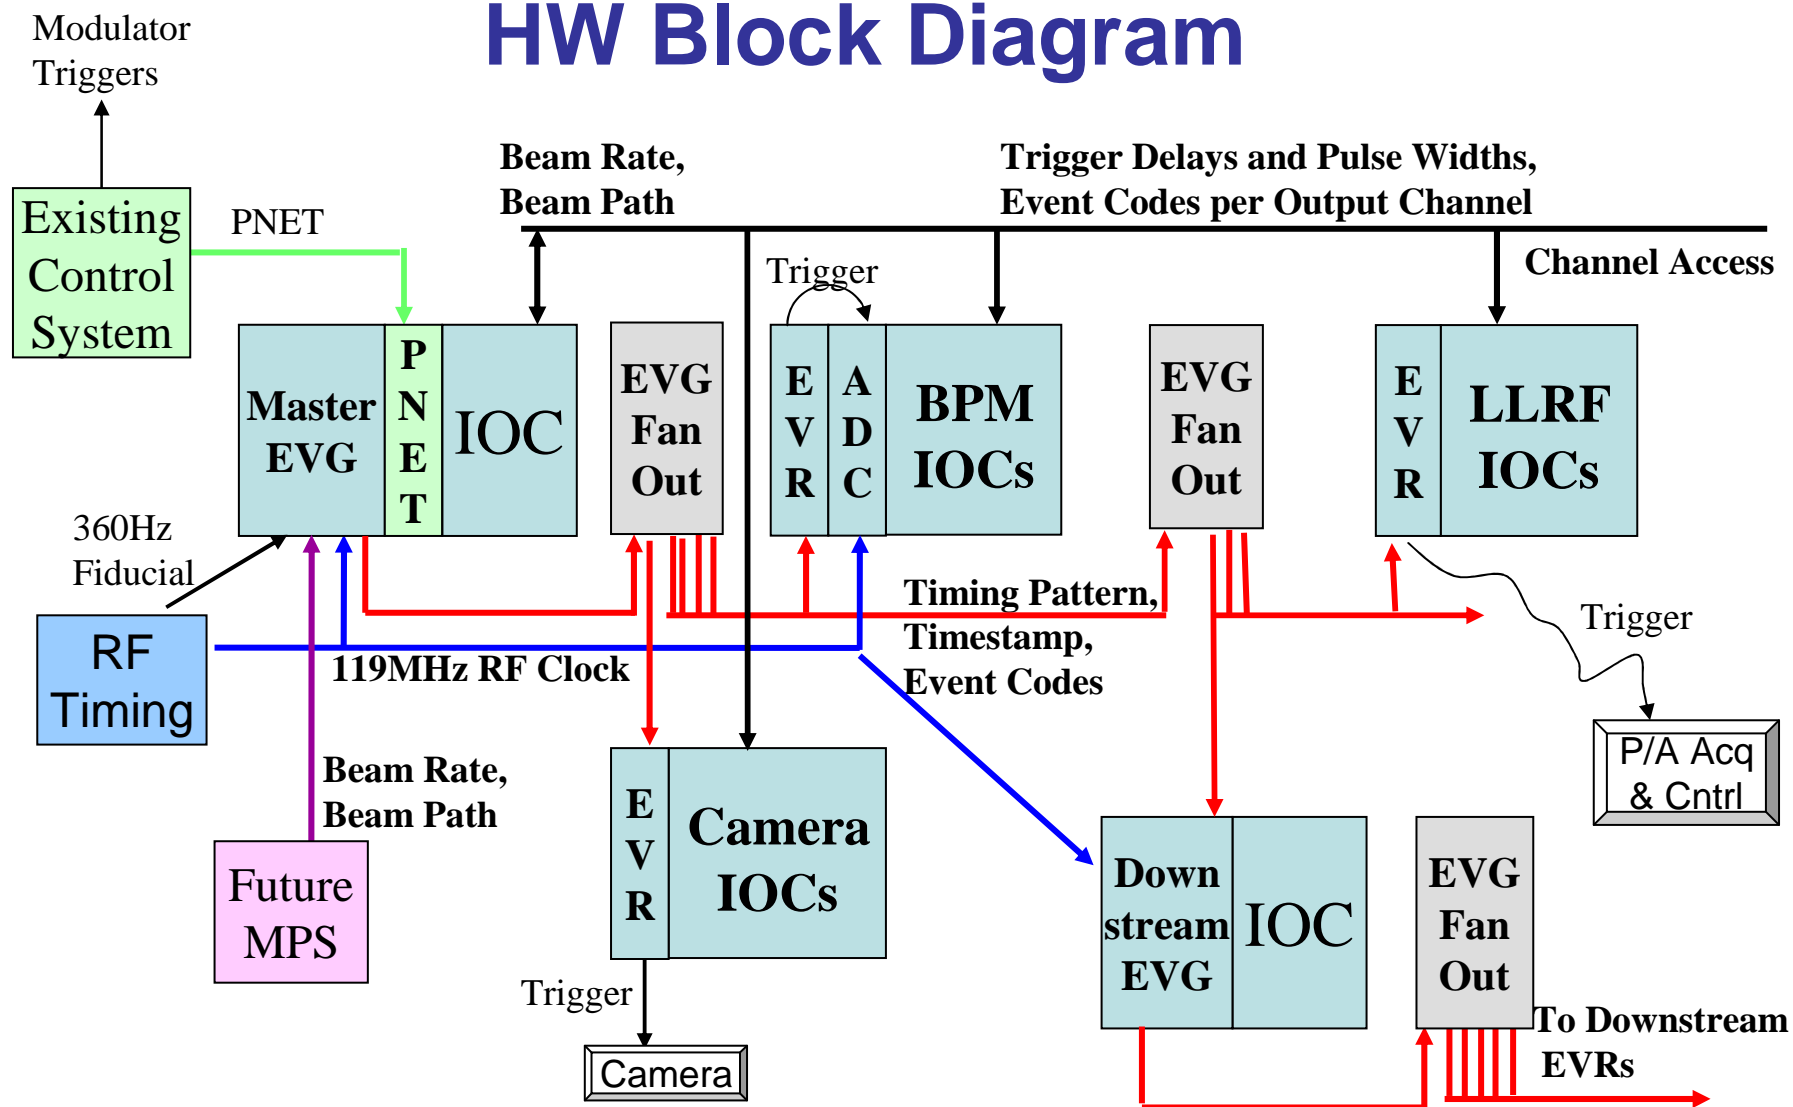 HW Block Diagram
Modulator
Triggers
Beam Rate,
Beam Path
Trigger Delays and Pulse Widths,
Event Codes per Output Channel
Existing
Control
System
PNET
Channel Access
Trigger
Master
EVG
P
N
E
T
IOC
EVG
Fan
Out
E
V
R
A
D
C
BPM
IOCs
EVG
Fan
Out
E
V
R
LLRF
IOCs
360Hz
Fiducial
RF
Timing
119MHz RF Clock
Timing Pattern,
Timestamp,
Event Codes
Trigger
P/A Acq
& Cntrl
Beam Rate,
Beam Path
Future
MPS
E
V
R
Camera
IOCs
Trigger
Camera
Down
stream
EVG
IOC
EVG
Fan
Out
To Downstream
EVRs